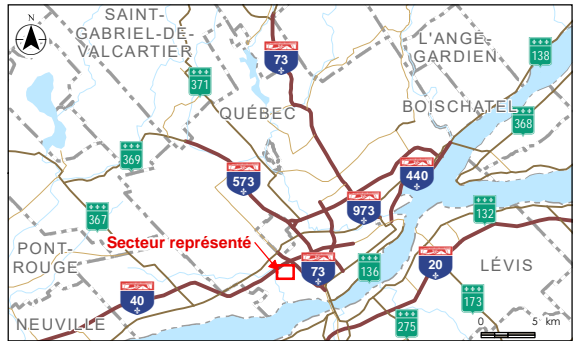 N
SAINT-
GABRIEL-DE-
VALCARTIER
73
L'ANGE-
GARDIEN
138
371
QUÉBEC
BOISCHATEL
368
369
573
440
367
973
132
PONT-
ROUGE
Secteur représenté
73
136
20
LÉVIS
40
173
NEUVILLE
275
0 5 km